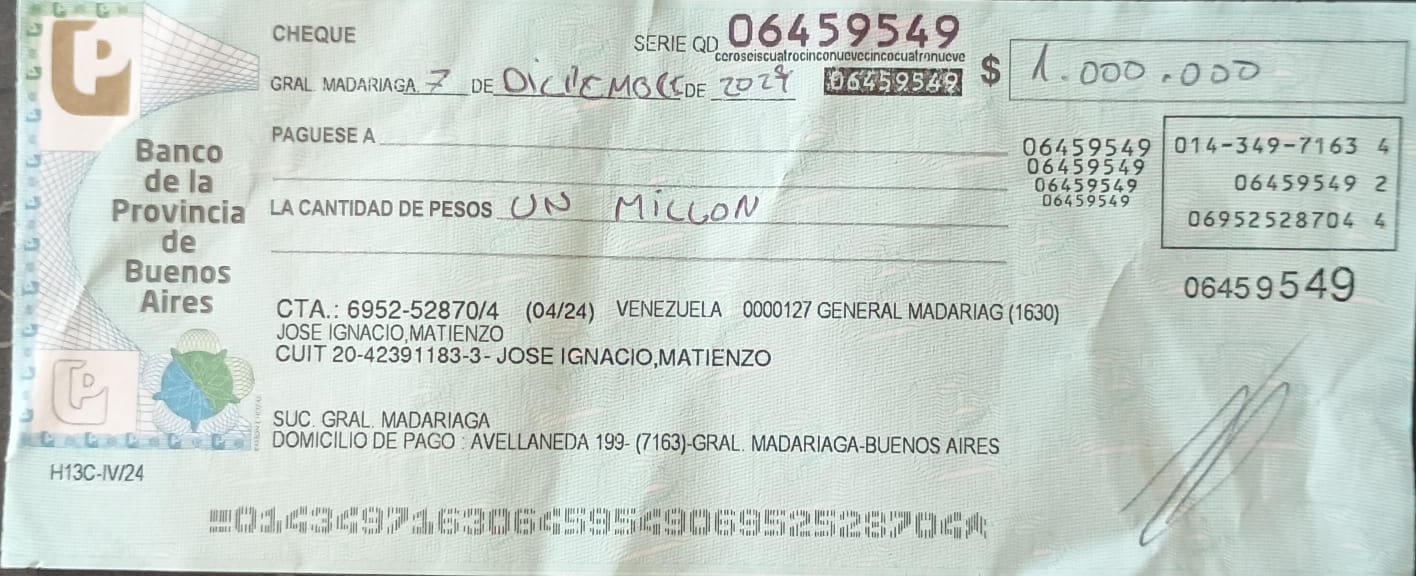 CHEQUE
SERIE QD 06459549
ceroseiscuatrocinconuevecincocuatronueve
06459549
$ 1.000.000
GRAL. MADARIAGA. 7 DE DICIEMBRE DE 2024
PAGUESE A
LA CANTIDAD DE PESOS UN MILLON
Banco
de la
Provincia
de
Buenos
Aires
06459549
06459549
06459549
06459549
014-349-7163 4
06459549 2
06952528704 4
06459549
CTA.: 6952-52870/4 (04/24) VENEZUELA 0000127 GENERAL MADARIAG (1630)
JOSE IGNACIO,MATIENZO
CUIT 20-42391183-3- JOSE IGNACIO,MATIENZO
SUC. GRAL. MADARIAGA
DOMICILIO DE PAGO : AVELLANEDA 199- (7163)-GRAL. MADARIAGA-BUENOS AIRES
H13C-IV/24
01434971630645954906952528704